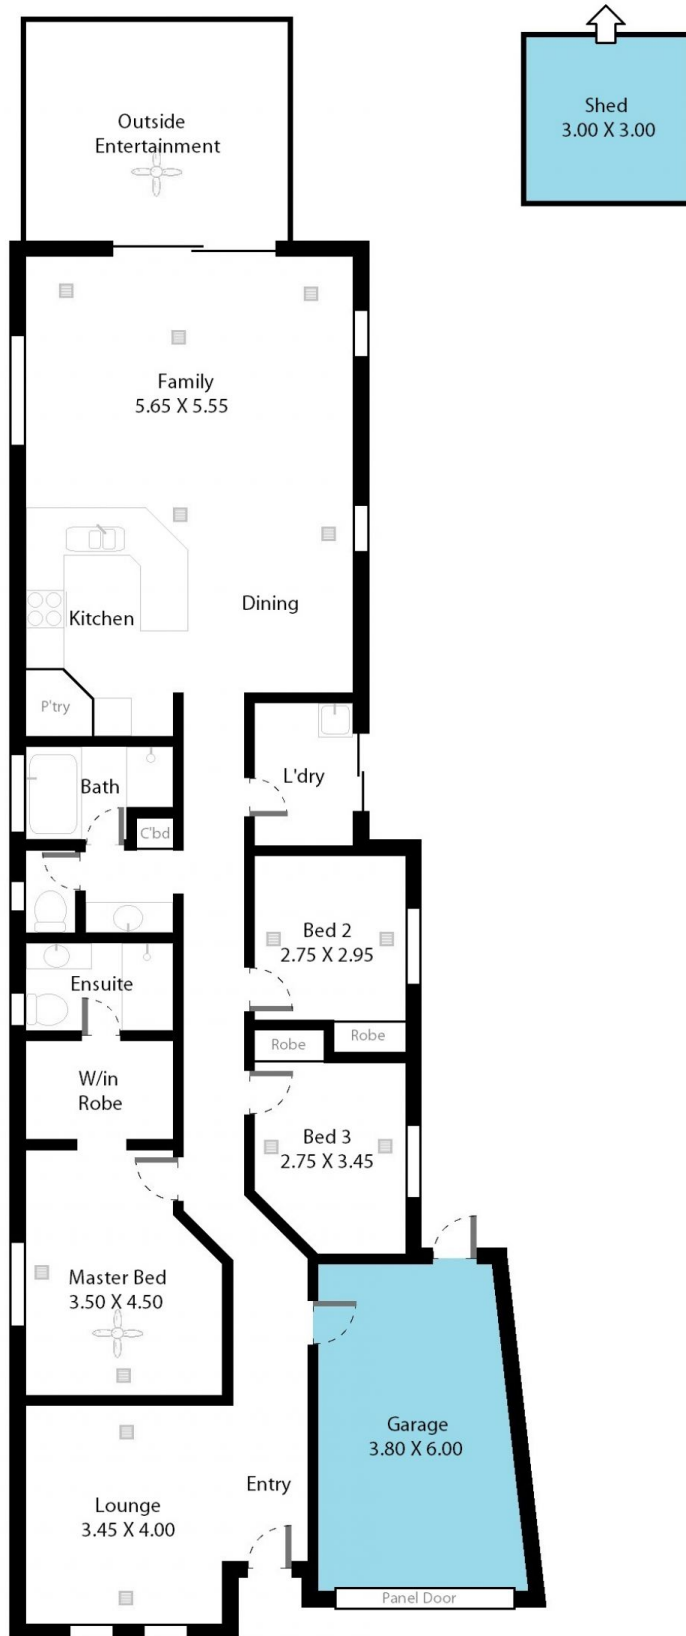 Shed
3.00 X 3.00
Outside
Entertainment
Family
5.65 X 5.55
Dining
Kitchen
P'try
L'dry
Bath
C'bd
Bed 2
2.75 X 2.95
Ensuite
Robe
Robe
W/in
Robe
Bed 3
2.75 X 3.45
Master Bed
3.50 X 4.50
Garage
3.80 X 6.00
Entry
Lounge
3.45 X 4.00
Panel Door